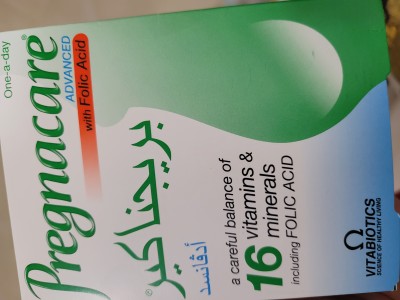 One-a-day
Pregnacare®
ADVANCED
with Folic Acid
بريجناكير®
أدڤانسد
a careful balance of
16 vitamins &
minerals
including FOLIC ACID
VITABIOTICS
SCIENCE OF HEALTHY LIVING